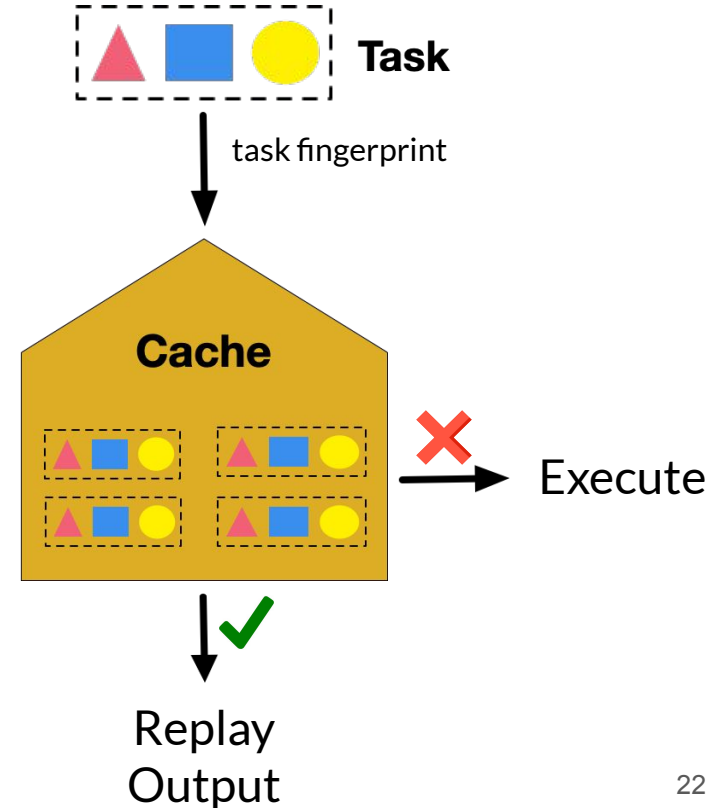 Task
task fingerprint
Cache
Execute
Replay
Output
22